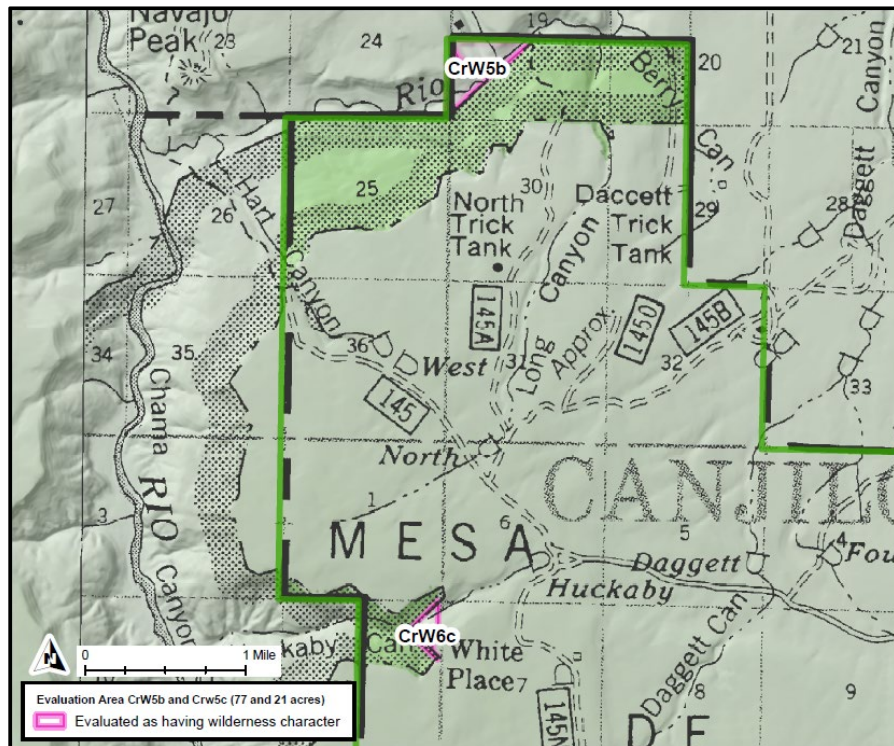 Navajo
Peak
23
24
19
20
21
CrW5b
Rio
Berry
Can
Canyon
Daggett
27
26
25
30
29
28
Hart
Canyon
North
Trick
Tank
Daccett
Trick
Tank
Canyon
Long
145A
Approx
145O
145B
34
35
36
31
32
33
West
145
Chama
RIO
Canyon
North
CANJILO
3
1
6
5
4
MESA
Daggett
Huckaby
Fou
CrW6c
kaby
Can
White
Place
7
8
9
Daggett Can
145N
D E
N
0
1 Mile
Evaluation Area CrW5b and Crw5c (77 and 21 acres)
Evaluated as having wilderness character